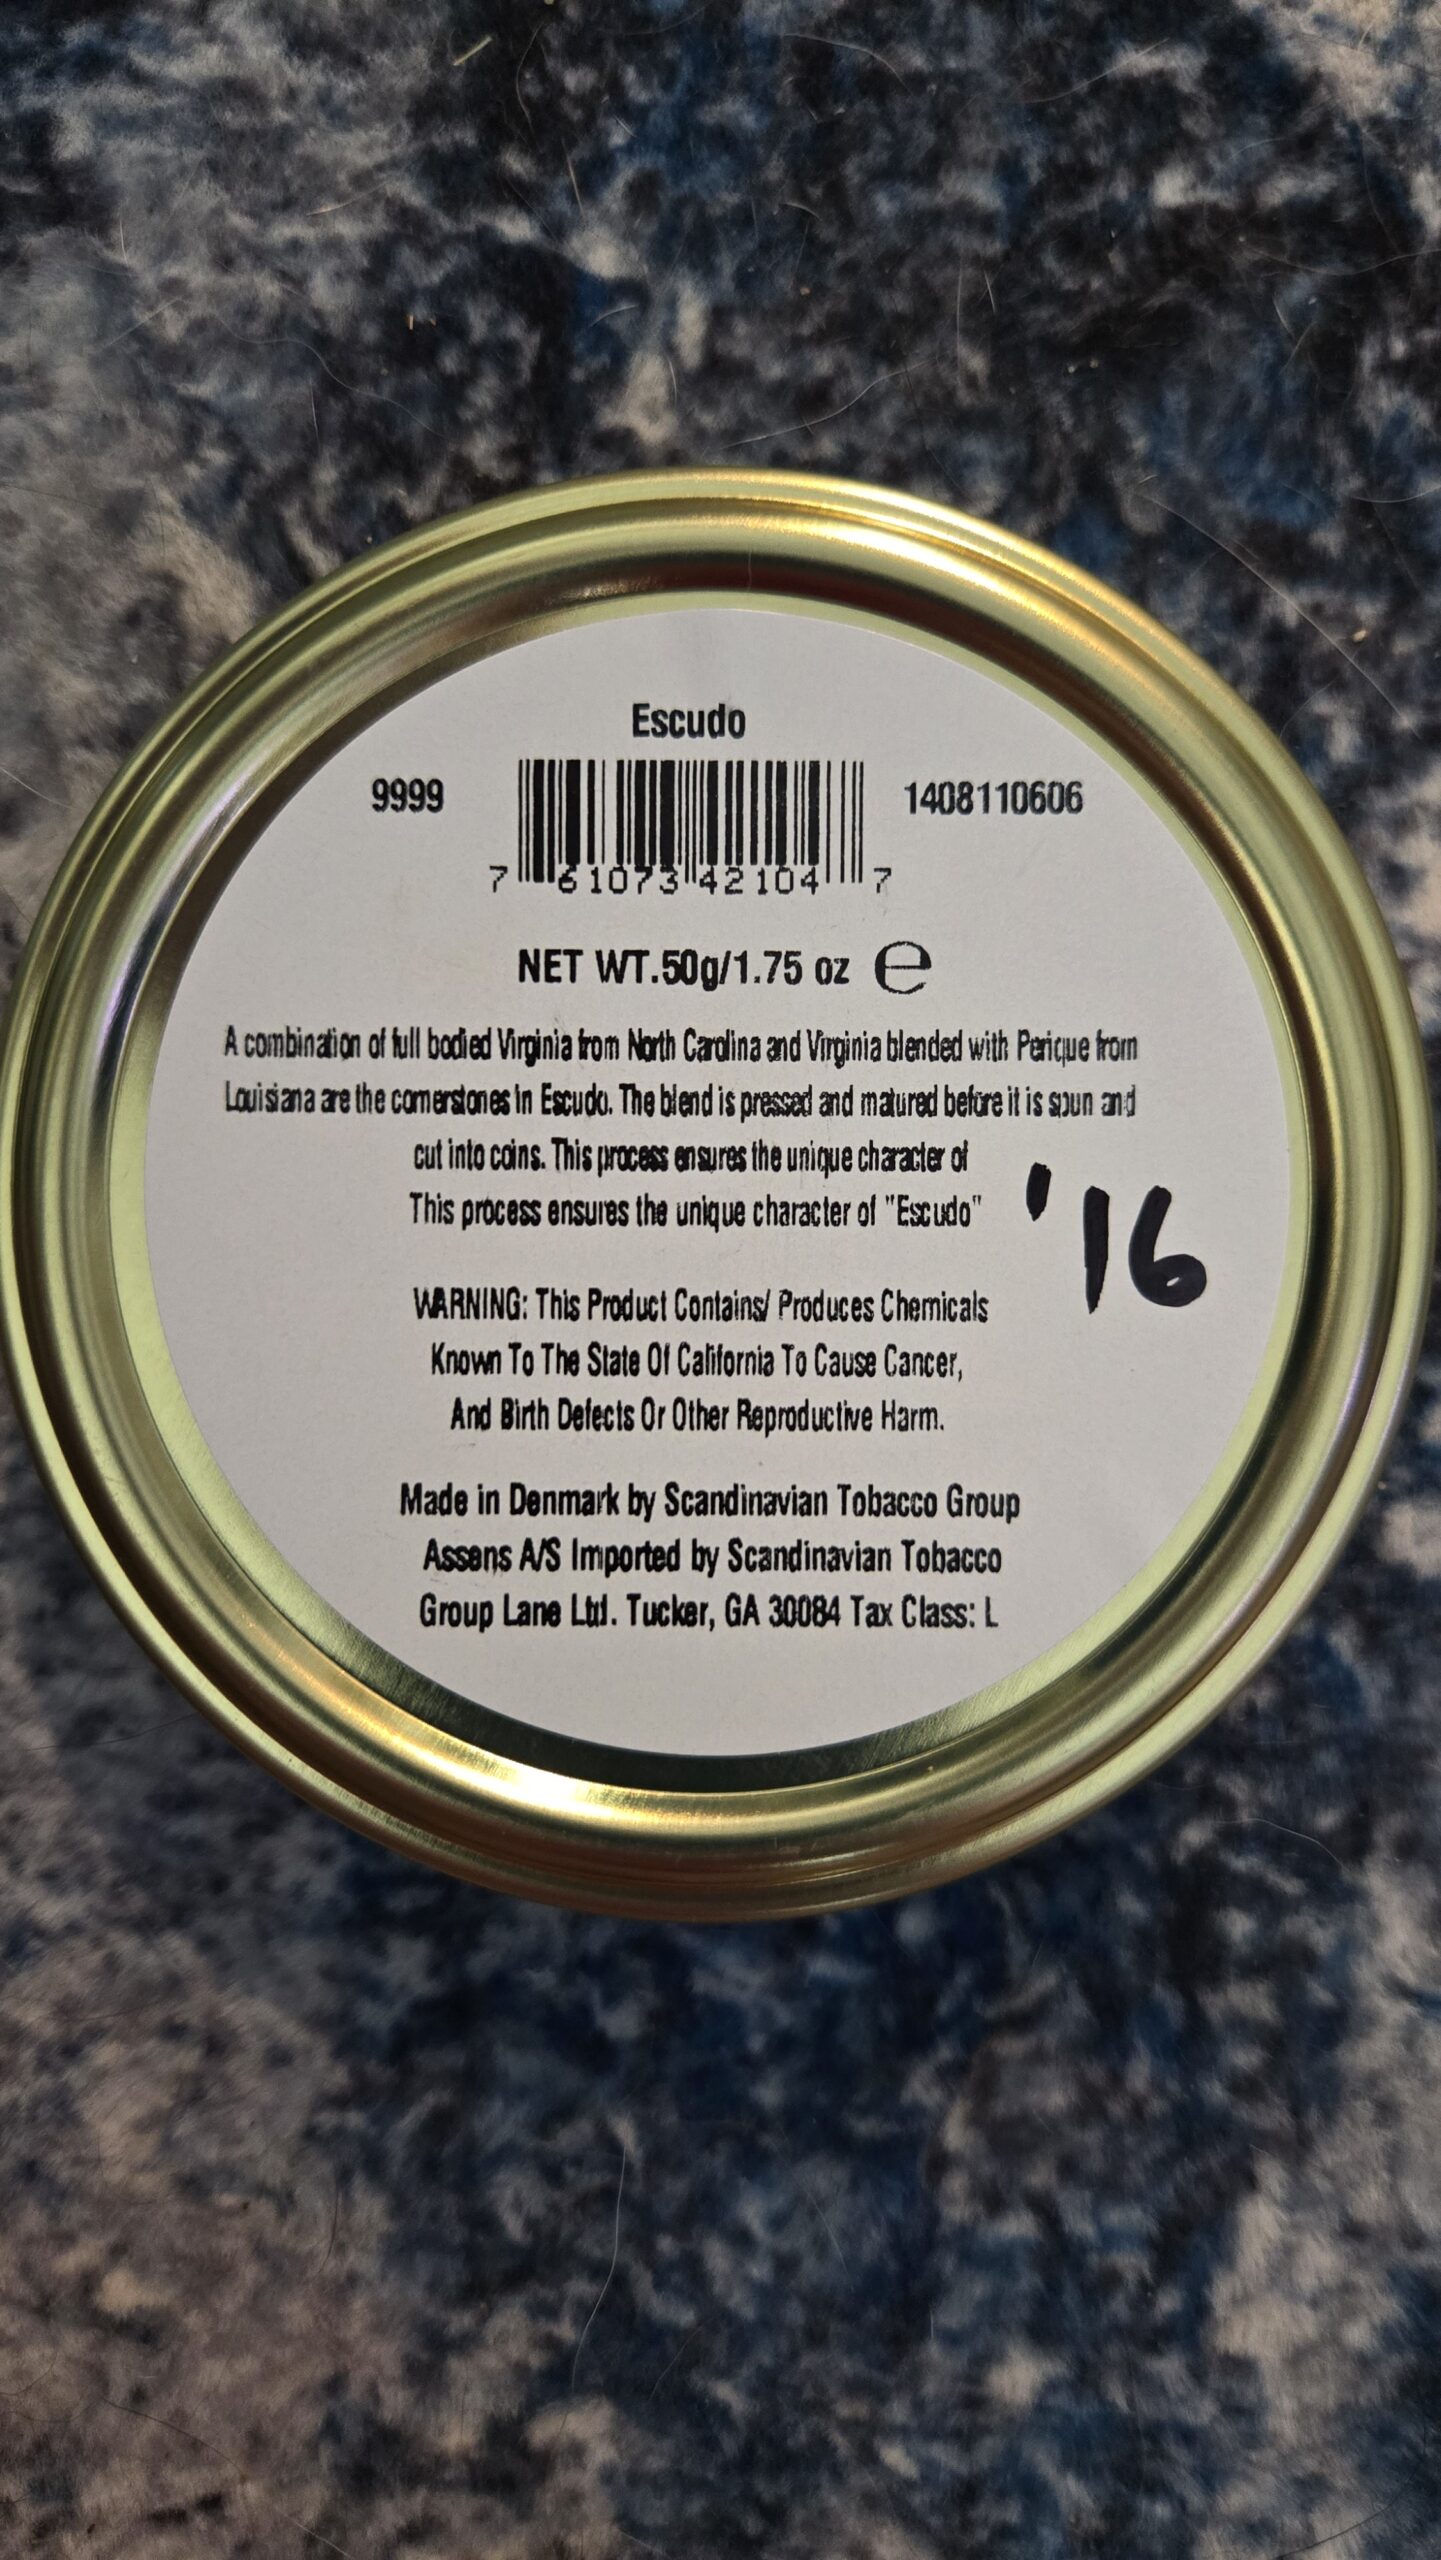 Escudo
9999
1408110606
7 61073 42104 7
NET WT.50g/1.75 oz ℮
A combination of full bodied Virginia from North Carolina and Virginia blended with Perique from
Louisiana are the cornerstones in Escudo. The blend is pressed and matured before it is spun and
cut into coins. This process ensures the unique character of
This process ensures the unique character of "Escudo"
'16
WARNING: This Product Contains/ Produces Chemicals
Known To The State Of California To Cause Cancer,
And Birth Defects Or Other Reproductive Harm.
Made in Denmark by Scandinavian Tobacco Group
Assens A/S Imported by Scandinavian Tobacco
Group Lane Ltd. Tucker, GA 30084 Tax Class: L